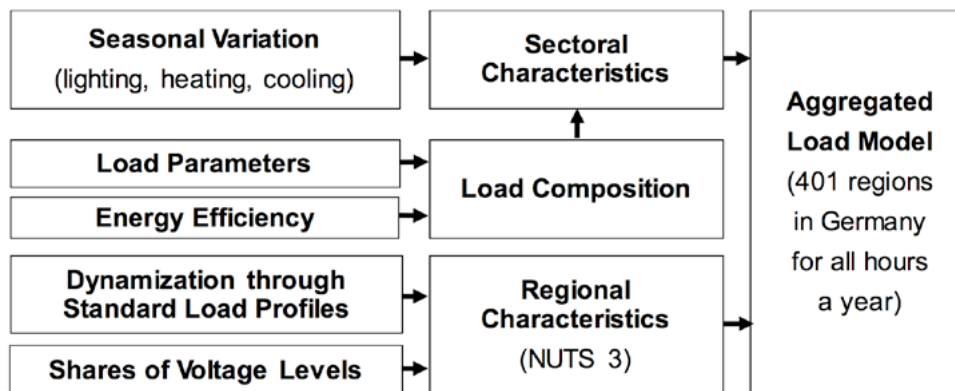 Seasonal Variation
(lighting, heating, cooling)
Sectoral
Characteristics
Load Parameters
Energy Efficiency
Load Composition
Dynamization through
Standard Load Profiles
Shares of Voltage Levels
Regional
Characteristics
(NUTS 3)
Aggregated
Load Model
(401 regions
in Germany
for all hours
a year)